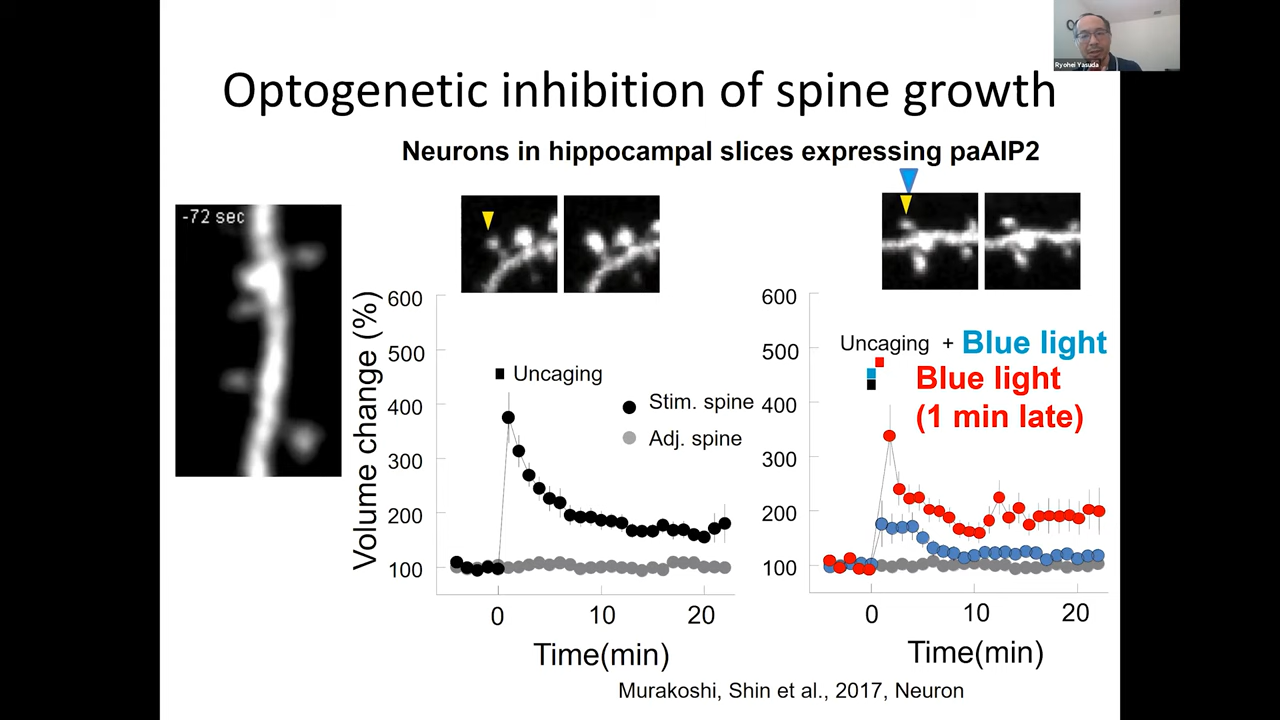 Ryohei Yasuda
Optogenetic inhibition of spine growth
Neurons in hippocampal slices expressing paAIP2
-72 sec
Volume change (%)
600
500
400
300
200
100
Uncaging
Stim. spine
Adj. spine
0
10
20
Time(min)
600
500
400
300
200
100
Uncaging + Blue light
Blue light
(1 min late)
0
10
20
Time(min)
Murakoshi, Shin et al., 2017, Neuron